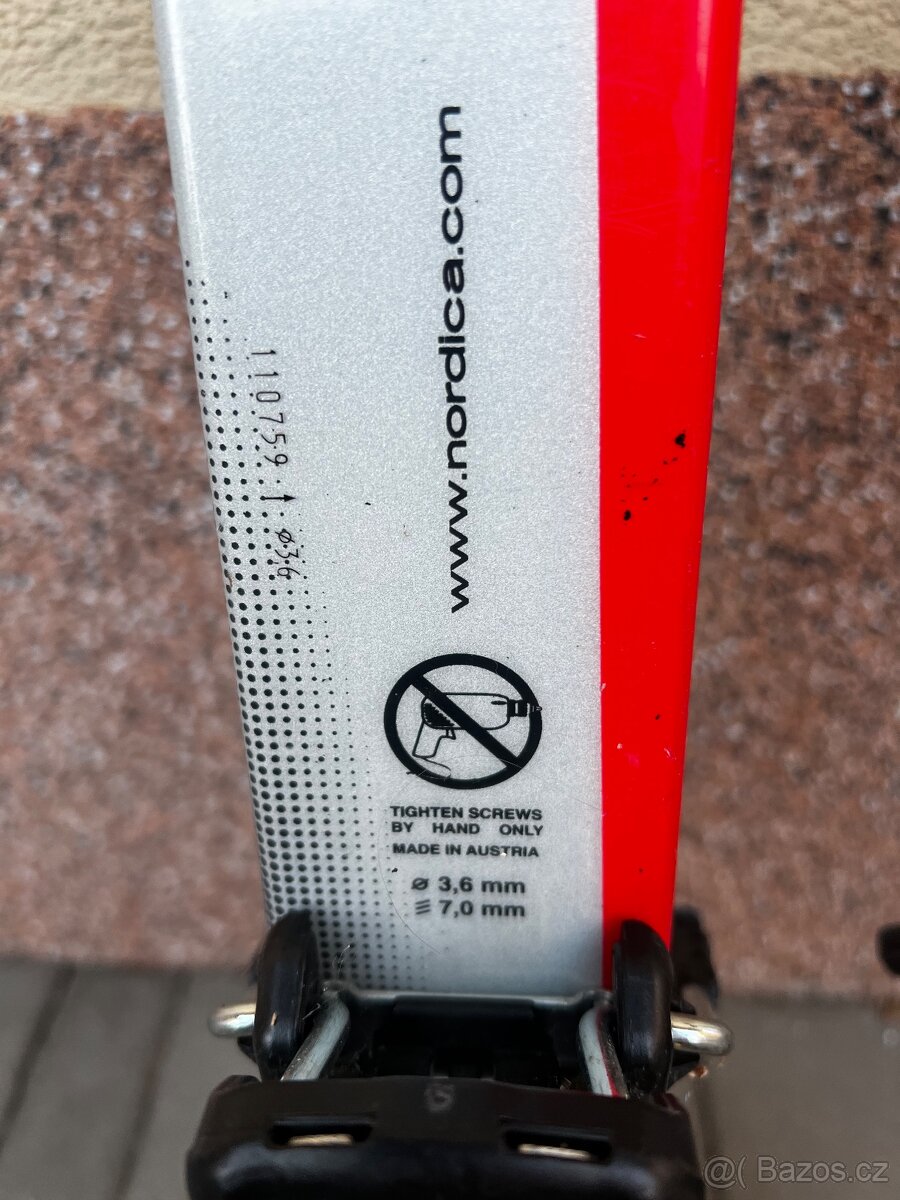 www.nordica.com
110759 ↑ ø3,6
TIGHTEN SCREWS
BY HAND ONLY
MADE IN AUSTRIA
ø 3,6 mm
7,0 mm
@( Bazos.cz